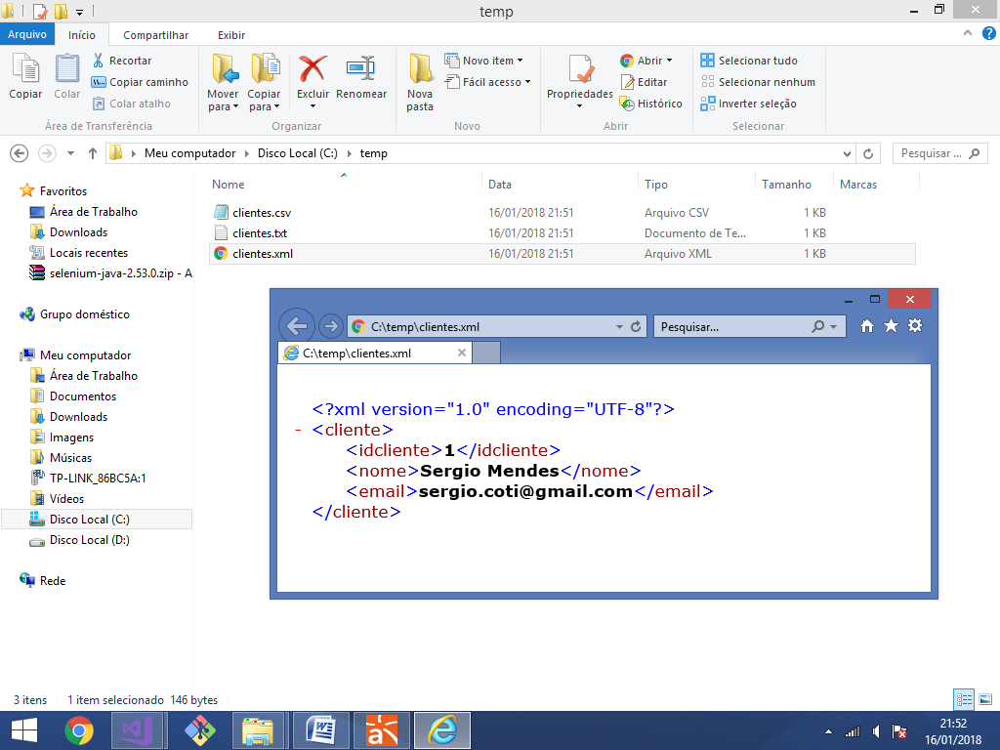 temp
Arquivo Início Compartilhar Exibir
Copiar Colar Recortar Copiar caminho Colar atalho
Mover para Copiar para Excluir Renomear
Nova pasta Novo item Fácil acesso
Propriedades Abrir Editar Histórico
Selecionar tudo Selecionar nenhum Inverter seleção
Área de Transferência Organizar Novo Abrir Selecionar
Meu computador Disco Local (C:) temp Pesquisar ...
Favoritos
Área de Trabalho
Downloads
Locais recentes
selenium-java-2.53.0.zip - A
Grupo doméstico
Meu computador
Área de Trabalho
Documentos
Downloads
Imagens
Músicas
TP-LINK_86BC5A:1
Vídeos
Disco Local (C:)
Disco Local (D:)
Rede
Nome Data Tipo Tamanho Marcas
clientes.csv 16/01/2018 21:51 Arquivo CSV 1 KB
clientes.txt 16/01/2018 21:51 Documento de Te... 1 KB
clientes.xml 16/01/2018 21:51 Arquivo XML 1 KB
C:\temp\clientes.xml Pesquisar...
C:\temp\clientes.xml
<?xml version="1.0" encoding="UTF-8"?>
- <cliente>
<idcliente>1</idcliente>
<nome>Sergio Mendes</nome>
<email>sergio.coti@gmail.com</email>
</cliente>
3 itens 1 item selecionado 146 bytes
21:52
16/01/2018